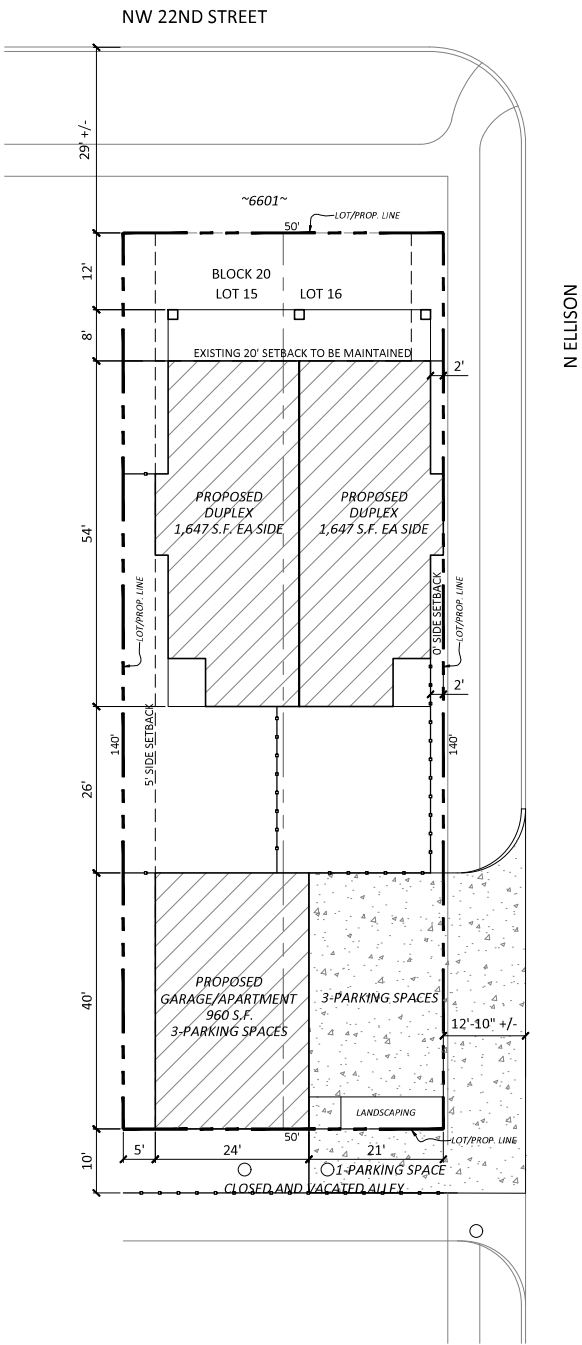 NW 22ND STREET
29' +/-
~6601~
LOT/PROP. LINE
50'
12'
BLOCK 20
LOT 15 LOT 16
N ELLISON
8'
EXISTING 20' SETBACK TO BE MAINTAINED
2'
PROPOSED
DUPLEX
1,647 S.F. EA SIDE
PROPOSED
DUPLEX
1,647 S.F. EA SIDE
54'
LOT/PROP. LINE
0' SIDE SETBACK
LOT/PROP. LINE
2'
140'
5' SIDE SETBACK
140'
26'
PROPOSED
GARAGE/APARTMENT
960 S.F.
3-PARKING SPACES
3-PARKING SPACES
40'
12'-10" +/-
LANDSCAPING
50'
LOT/PROP. LINE
10'
5'
24'
21'
1-PARKING SPACE
CLOSED AND VACATED ALLEY